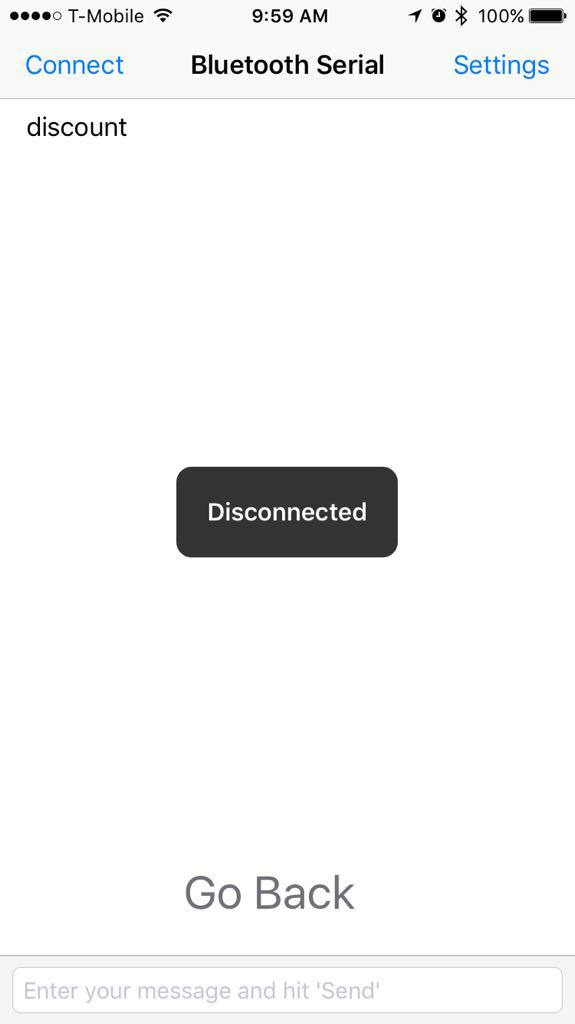 T-Mobile 9:59 AM 100%
Connect Bluetooth Serial Settings
discount
Disconnected
Go Back
Enter your message and hit 'Send'